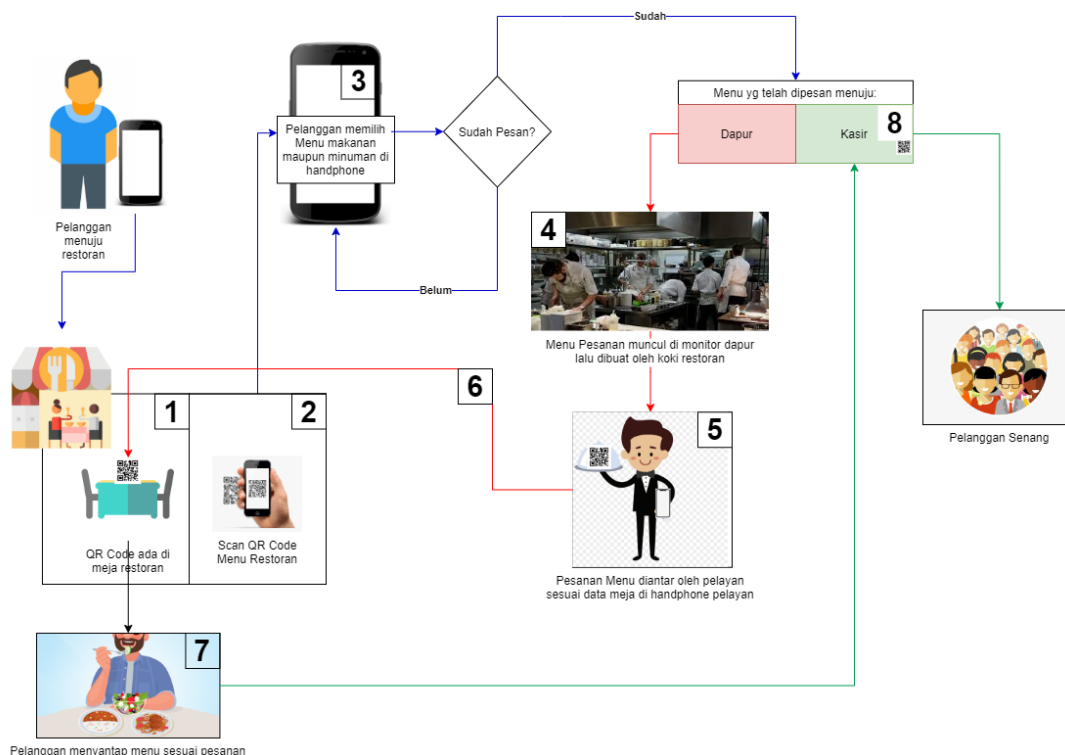 Sudah
3
Pelanggan memilih
Menu makanan
maupun minuman di
handphone
Sudah Pesan?
Belum
Menu yg telah dipesan menuju:
Dapur
Kasir
8
Pelanggan
menuju
restoran
4
Menu Pesanan muncul di monitor dapur
lalu dibuat oleh koki restoran
Pelanggan Senang
6
1
2
QR Code ada di
meja restoran
Scan QR Code
Menu Restoran
5
Pesanan Menu diantar oleh pelayan
sesuai data meja di handphone pelayan
7
Pelanggan menyantap menu sesuai pesanan